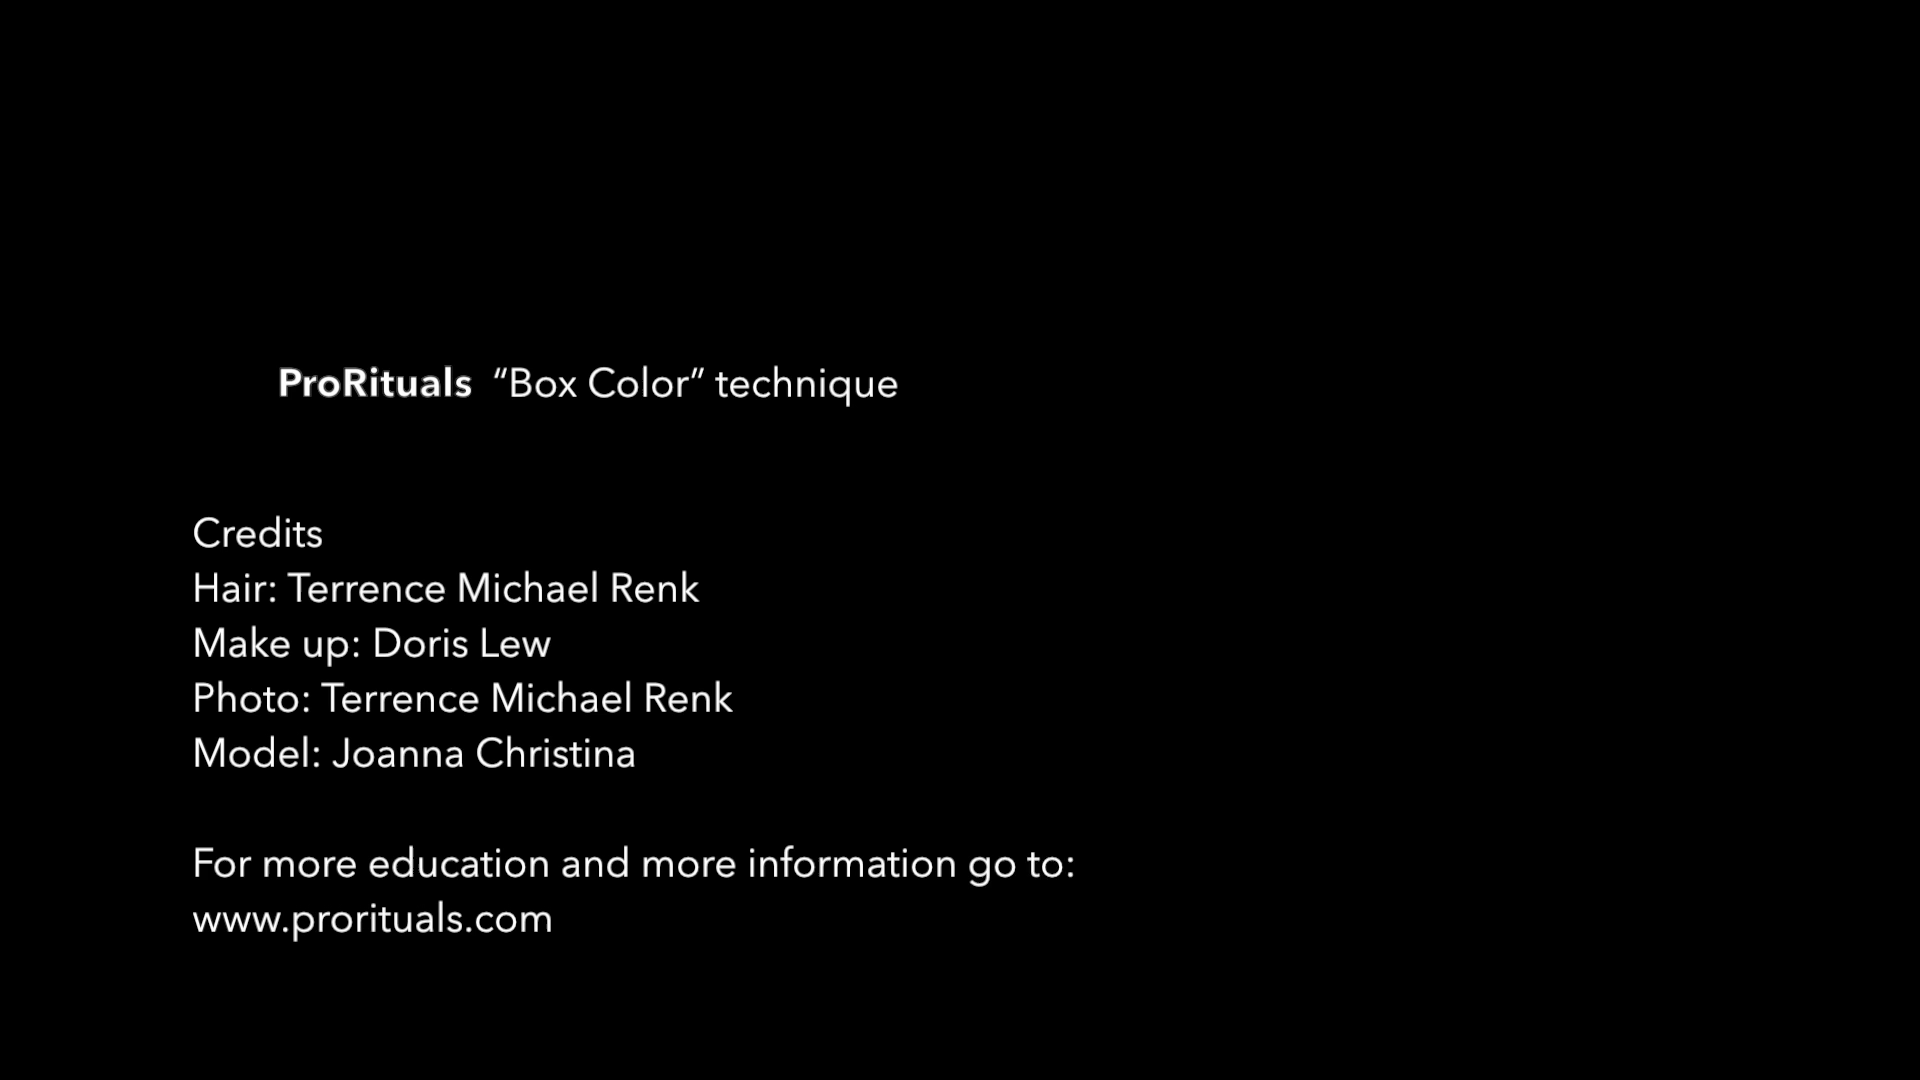 ProRituals “Box Color” technique
Credits
Hair: Terrence Michael Renk
Make up: Doris Lew
Photo: Terrence Michael Renk
Model: Joanna Christina
For more education and more information go to:
www.prorituals.com